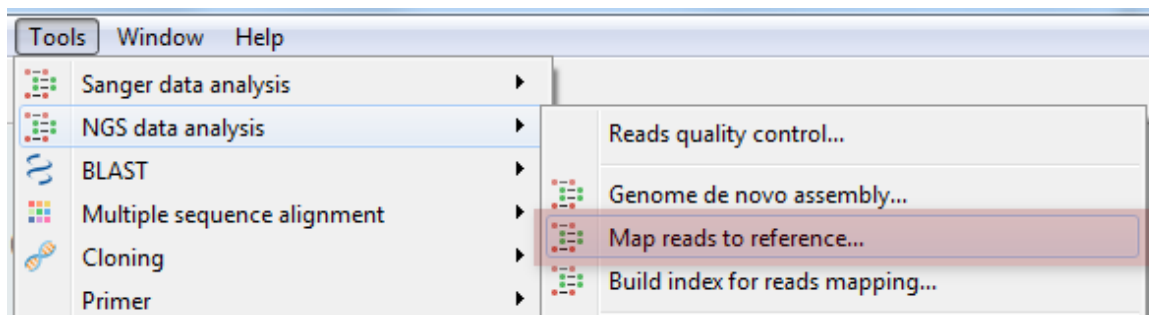 Tools Window Help
Sanger data analysis
NGS data analysis
BLAST
Multiple sequence alignment
Cloning
Primer
Reads quality control...
Genome de novo assembly...
Map reads to reference...
Build index for reads mapping...